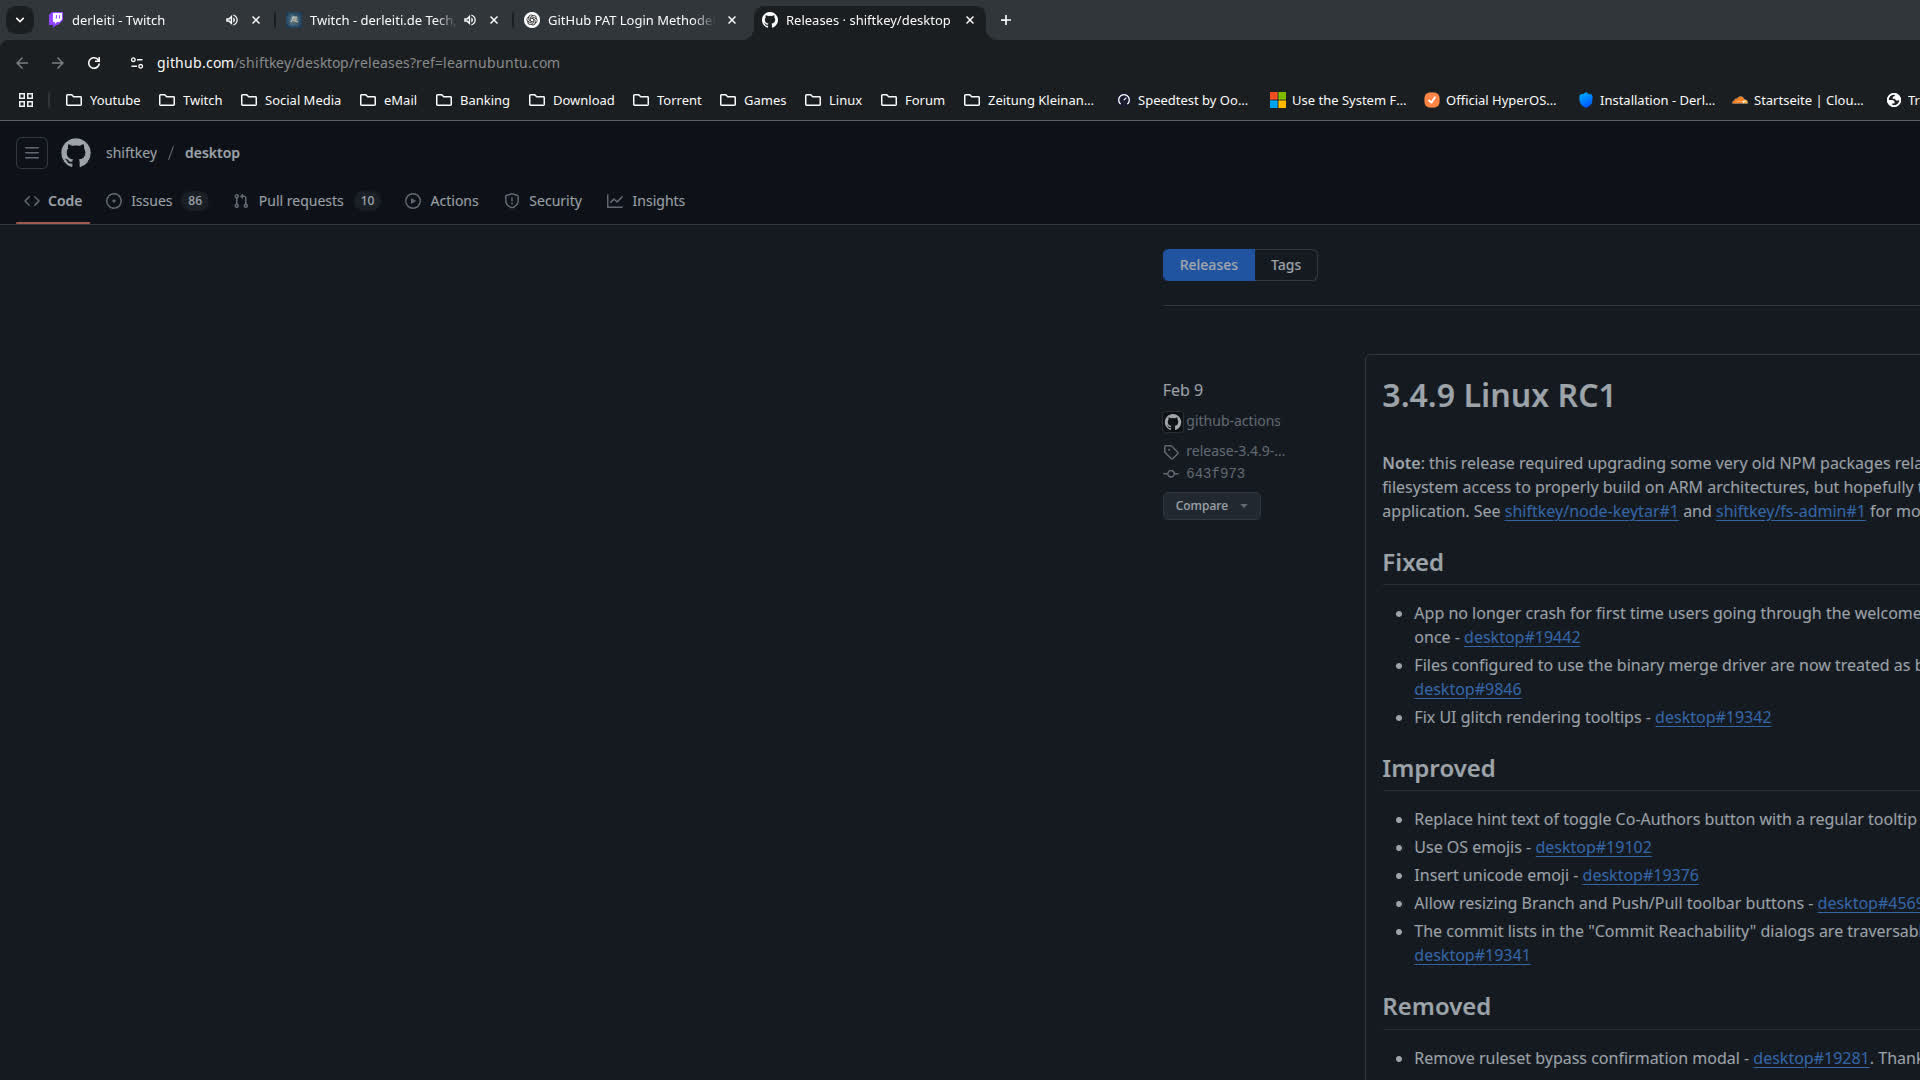 derleiti - Twitch
Twitch - derleiti.de Tech
GitHub PAT Login Methode
Releases · shiftkey/desktop
github.com/shiftkey/desktop/releases?ref=learnubuntu.com
Youtube
Twitch
Social Media
eMail
Banking
Download
Torrent
Games
Linux
Forum
Zeitung Kleinan...
Speedtest by Oo...
Use the System F...
Official HyperOS...
Installation - Derl...
Startseite | Clou...
Tr
shiftkey / desktop
Code
Issues 86
Pull requests 10
Actions
Security
Insights
Releases
Tags
Feb 9
github-actions
release-3.4.9-...
643f973
Compare
3.4.9 Linux RC1
Note: this release required upgrading some very old NPM packages rela
filesystem access to properly build on ARM architectures, but hopefully t
application. See shiftkey/node-keytar#1 and shiftkey/fs-admin#1 for mo
Fixed
• App no longer crash for first time users going through the welcome
once - desktop#19442
• Files configured to use the binary merge driver are now treated as b
desktop#9846
• Fix UI glitch rendering tooltips - desktop#19342
Improved
• Replace hint text of toggle Co-Authors button with a regular tooltip
• Use OS emojis - desktop#19102
• Insert unicode emoji - desktop#19376
• Allow resizing Branch and Push/Pull toolbar buttons - desktop#4569
• The commit lists in the "Commit Reachability" dialogs are traversabl
desktop#19341
Removed
• Remove ruleset bypass confirmation modal - desktop#19281. Thank